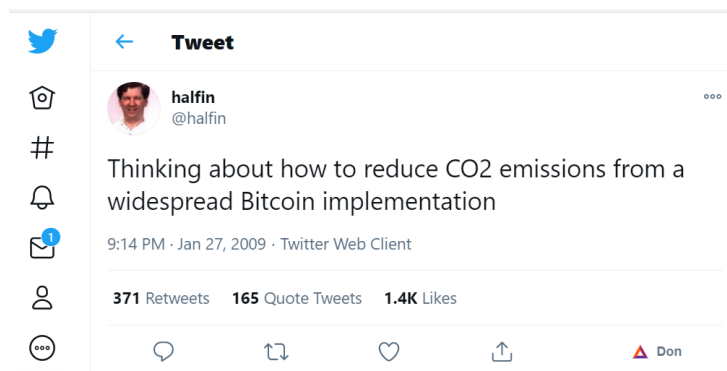 Tweet
halfin
@halfin
Thinking about how to reduce CO2 emissions from a
widespread Bitcoin implementation
9:14 PM · Jan 27, 2009 · Twitter Web Client
371 Retweets 165 Quote Tweets 1.4K Likes
1
Don